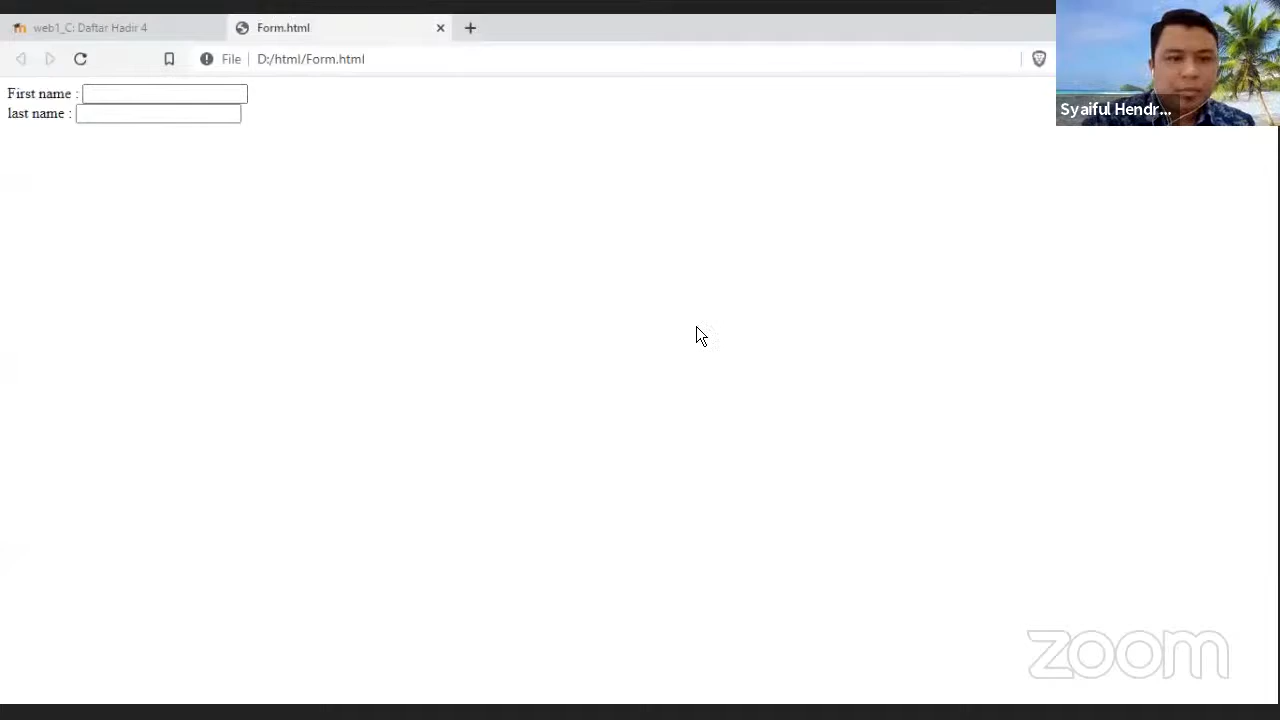 web1_C: Daftar Hadir 4
Form.html
File
D:/html/Form.html
First name :
last name :
Syaiful Hendr...
zoom